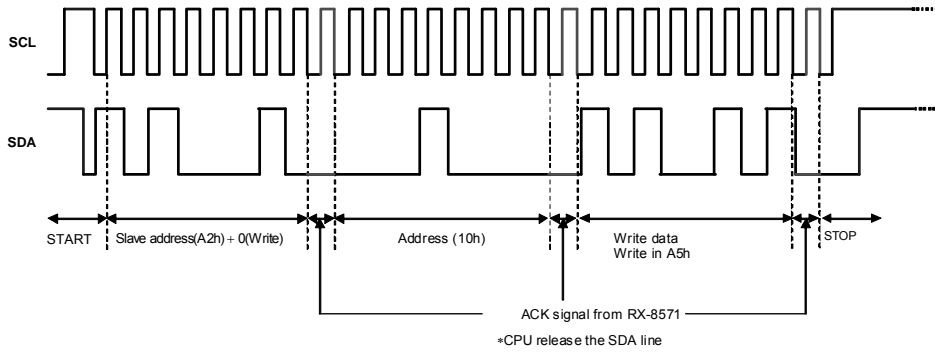 SCL
SDA
START
Slave address(A2h) + 0(Write)
Address (10h)
Write data
Write in A5h
STOP
ACK signal from RX-8571
*CPU release the SDA line